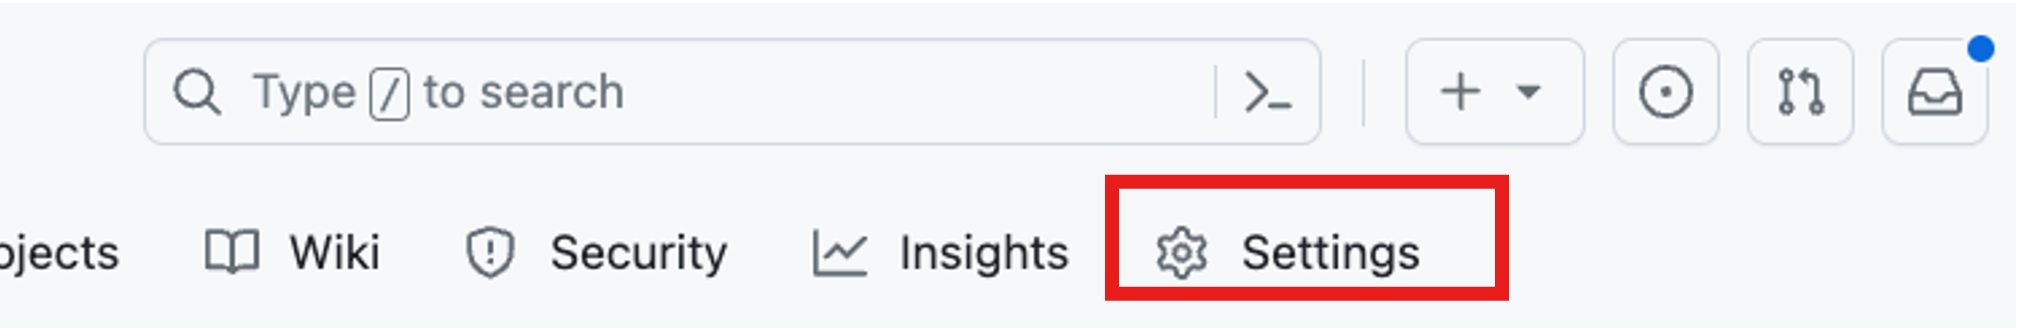 Type / to search
ojects Wiki Security Insights Settings